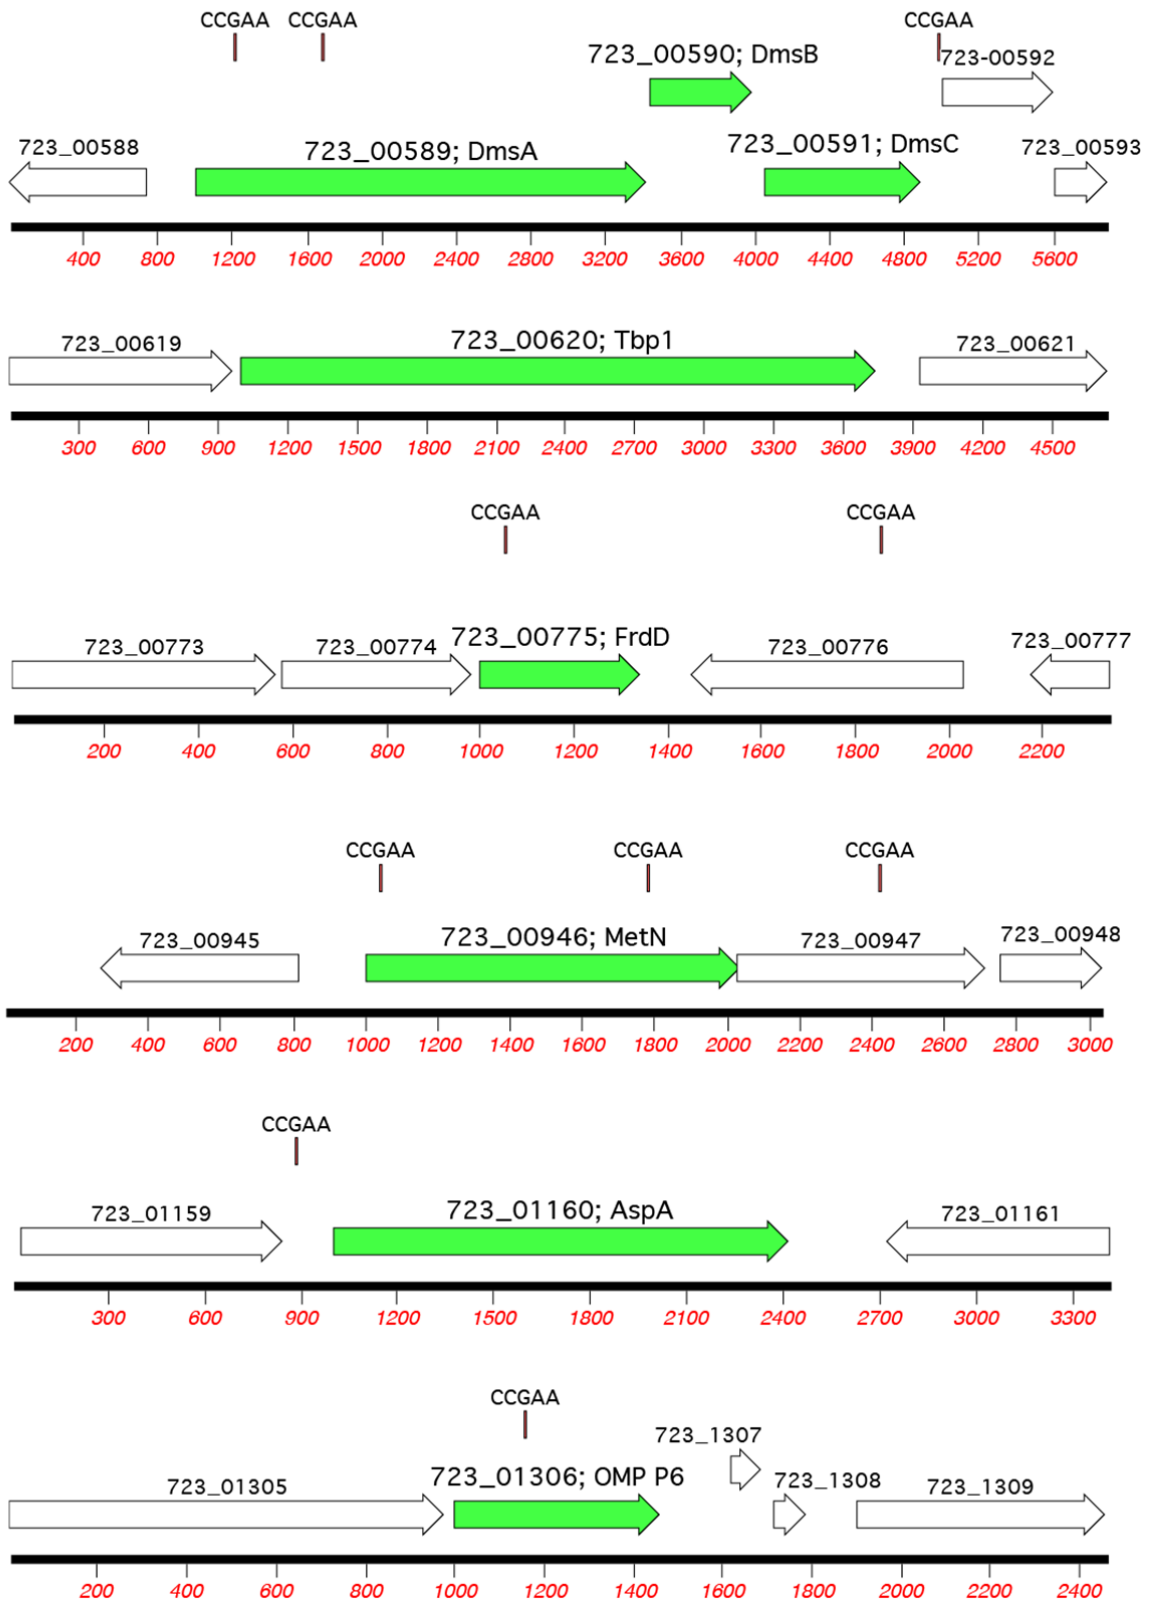 CCGAA CCGAA CCGAA
723_00590; DmsB 723-00592
723_00588 723_00589; DmsA 723_00591; DmsC 723_00593
400 800 1200 1600 2000 2400 2800 3200 3600 4000 4400 4800 5200 5600
723_00619 723_00620; Tbp1 723_00621
300 600 900 1200 1500 1800 2100 2400 2700 3000 3300 3600 3900 4200 4500
CCGAA CCGAA
723_00773 723_00774 723_00775; FrdD 723_00776 723_00777
200 400 600 800 1000 1200 1400 1600 1800 2000 2200
CCGAA CCGAA CCGAA
723_00945 723_00946; MetN 723_00947 723_00948
200 400 600 800 1000 1200 1400 1600 1800 2000 2200 2400 2600 2800 3000
CCGAA
723_01159 723_01160; AspA 723_01161
300 600 900 1200 1500 1800 2100 2400 2700 3000 3300
CCGAA
723_1307
723_01305 723_01306; OMP P6 723_1308 723_1309
200 400 600 800 1000 1200 1400 1600 1800 2000 2200 2400